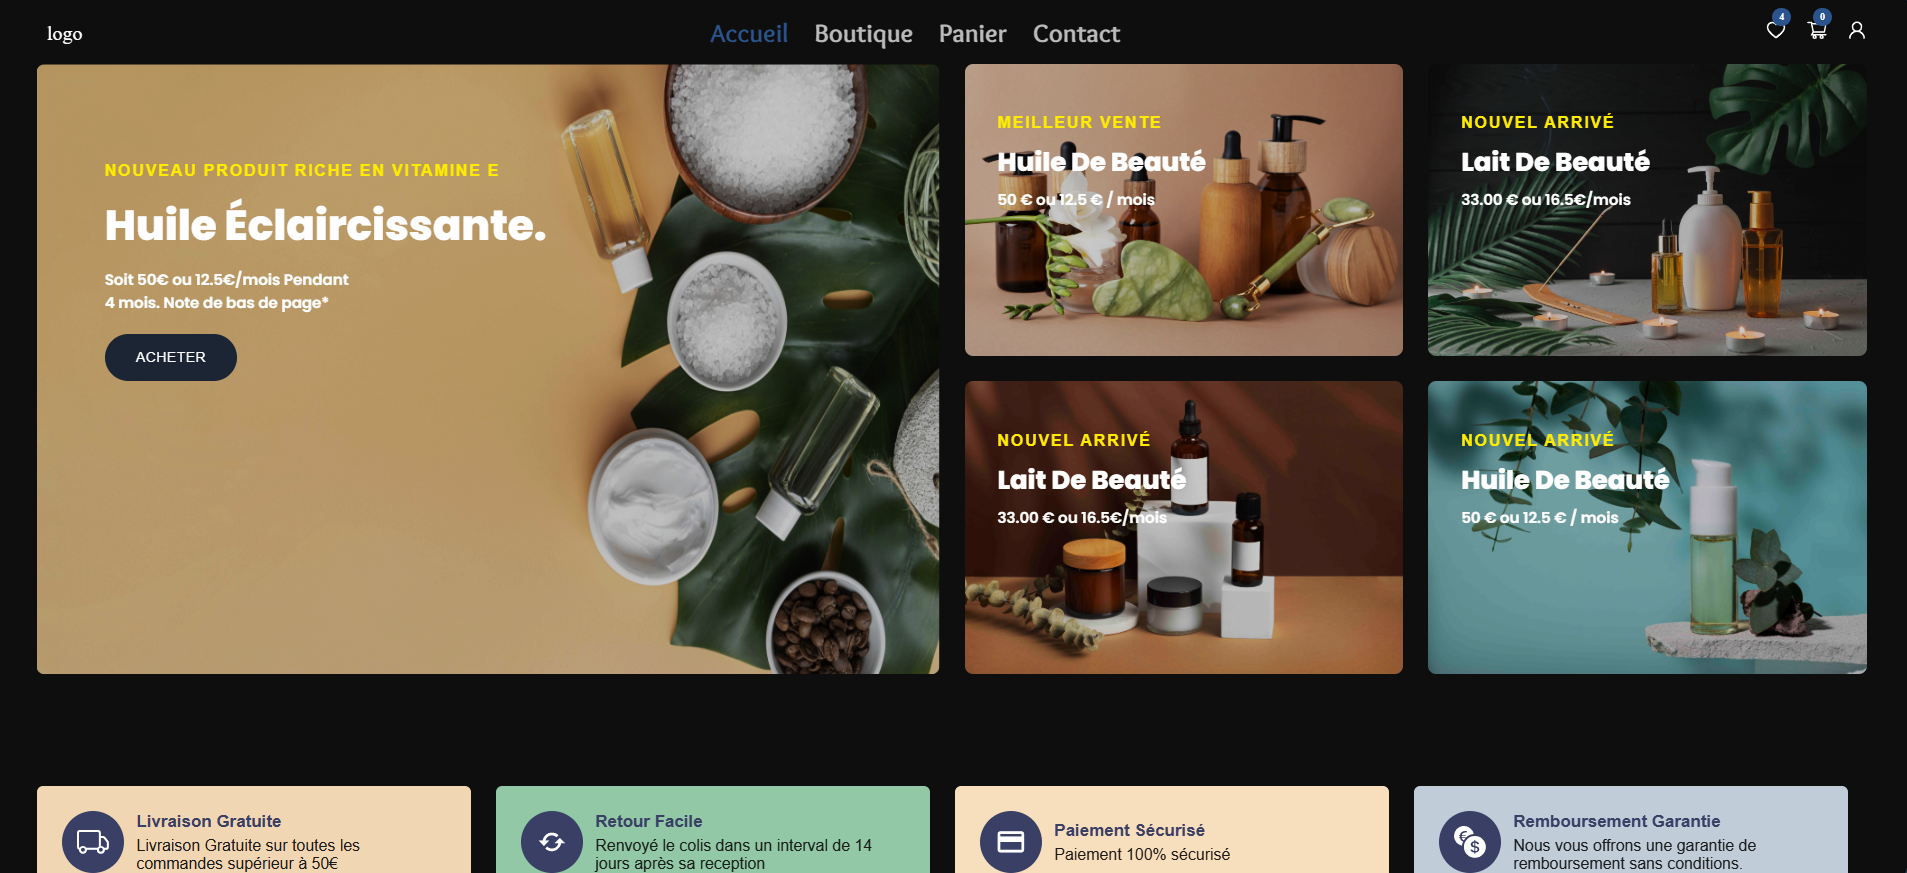 logo
Accueil Boutique Panier Contact
4 0
NOUVEAU PRODUIT RICHE EN VITAMINE E
Huile Éclaircissante.
Soit 50€ ou 12.5€/mois Pendant
4 mois. Note de bas de page*
ACHETER
MEILLEUR VENTE
Huile De Beauté
50 € ou 12.5 € / mois
NOUVEL ARRIVÉ
Lait De Beauté
33.00 € ou 16.5€/mois
NOUVEL ARRIVÉ
Lait De Beauté
33.00 € ou 16.5€/mois
NOUVEL ARRIVÉ
Huile De Beauté
50 € ou 12.5 € / mois
Livraison Gratuite
Livraison Gratuite sur toutes les
commandes supérieur à 50€
Retour Facile
Renvoyé le colis dans un interval de 14
jours après sa reception
Paiement Sécurisé
Paiement 100% sécurisé
Remboursement Garantie
Nous vous offrons une garantie de
remboursement sans conditions.